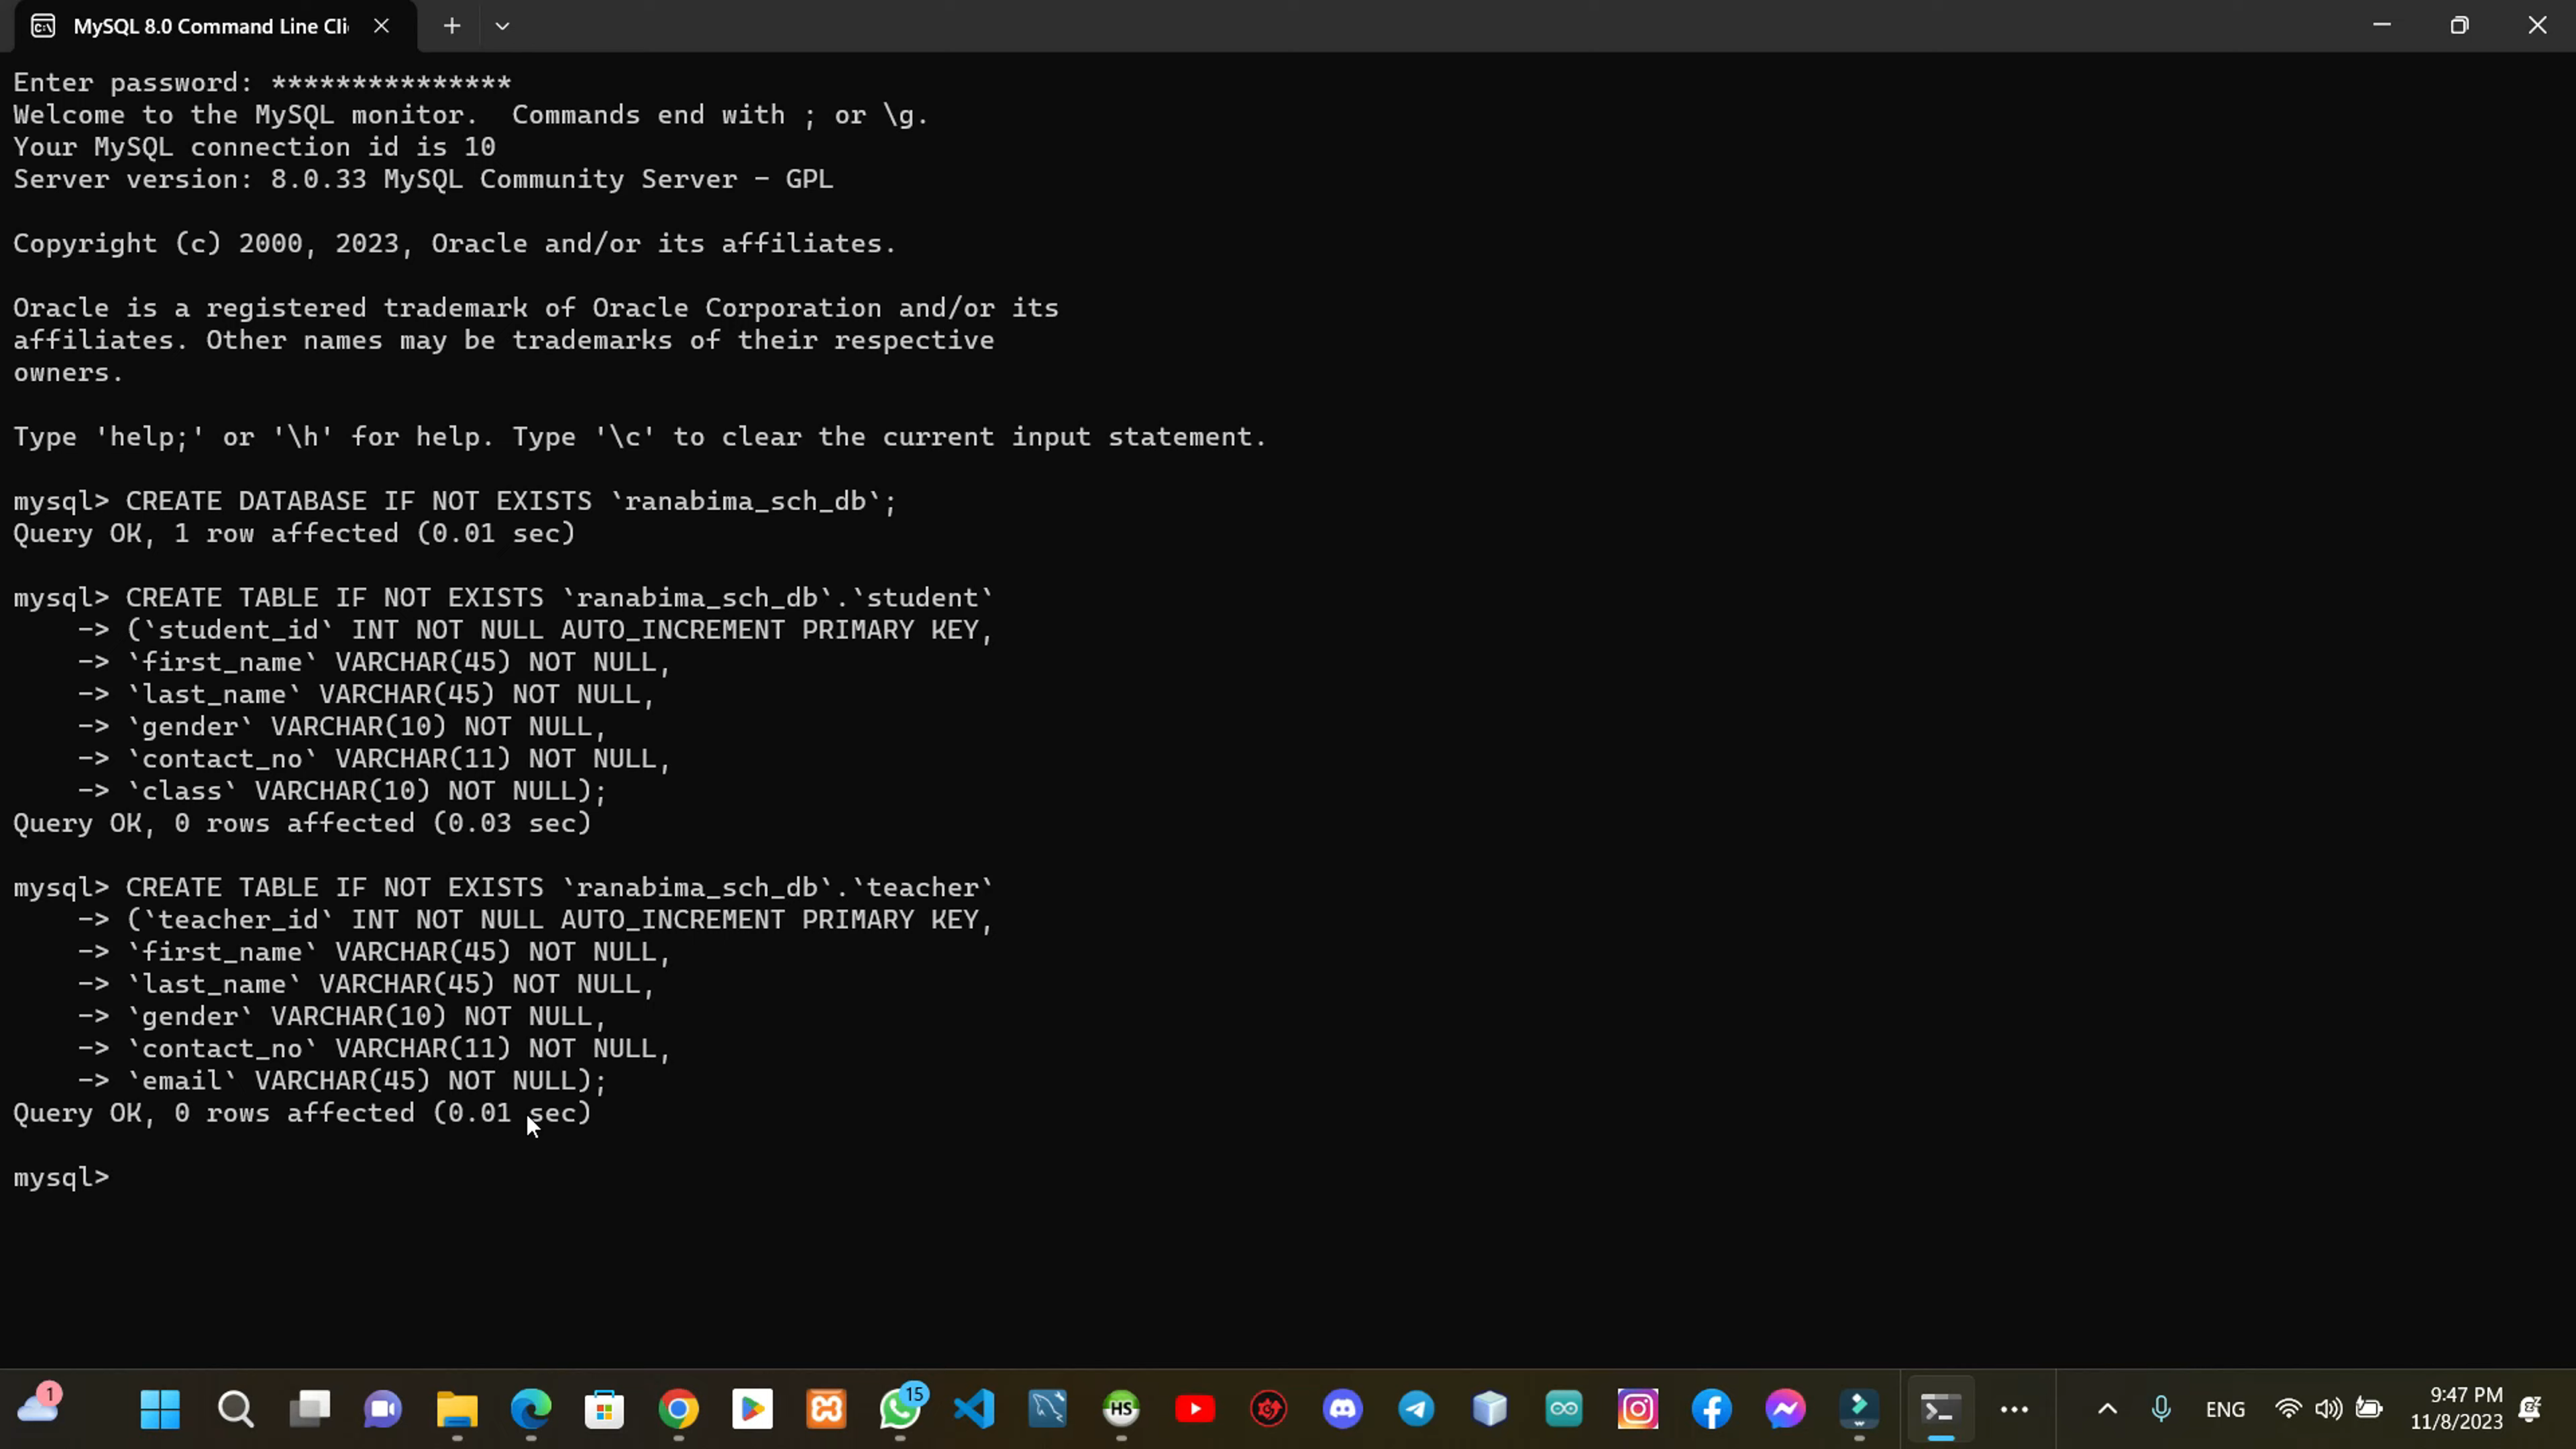 MySQL 8.0 Command Line Cli
Enter password: ***************
Welcome to the MySQL monitor.  Commands end with ; or \g.
Your MySQL connection id is 10
Server version: 8.0.33 MySQL Community Server - GPL
Copyright (c) 2000, 2023, Oracle and/or its affiliates.
Oracle is a registered trademark of Oracle Corporation and/or its
affiliates. Other names may be trademarks of their respective
owners.
Type 'help;' or '\h' for help. Type '\c' to clear the current input statement.
mysql> CREATE DATABASE IF NOT EXISTS `ranabima_sch_db`;
Query OK, 1 row affected (0.01 sec)
mysql> CREATE TABLE IF NOT EXISTS `ranabima_sch_db`.`student`
    -> (`student_id` INT NOT NULL AUTO_INCREMENT PRIMARY KEY,
    -> `first_name` VARCHAR(45) NOT NULL,
    -> `last_name` VARCHAR(45) NOT NULL,
    -> `gender` VARCHAR(10) NOT NULL,
    -> `contact_no` VARCHAR(11) NOT NULL,
    -> `class` VARCHAR(10) NOT NULL);
Query OK, 0 rows affected (0.03 sec)
mysql> CREATE TABLE IF NOT EXISTS `ranabima_sch_db`.`teacher`
    -> (`teacher_id` INT NOT NULL AUTO_INCREMENT PRIMARY KEY,
    -> `first_name` VARCHAR(45) NOT NULL,
    -> `last_name` VARCHAR(45) NOT NULL,
    -> `gender` VARCHAR(10) NOT NULL,
    -> `contact_no` VARCHAR(11) NOT NULL,
    -> `email` VARCHAR(45) NOT NULL);
Query OK, 0 rows affected (0.01 sec)
mysql>
1
15
HS
ENG
9:47 PM
11/8/2023